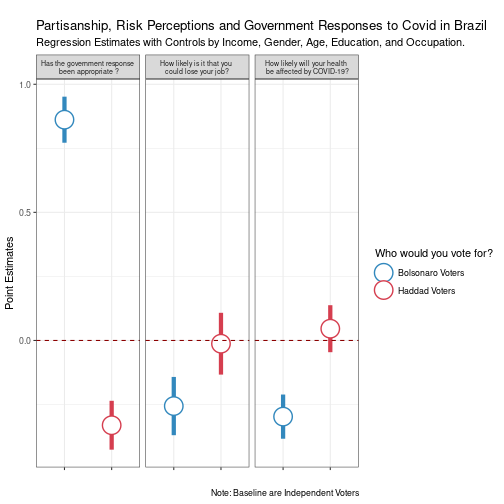 Partisanship, Risk Perceptions and Government Responses to Covid in Brazil
Regression Estimates with Controls by Income, Gender, Age, Education, and Occupation.
Has the government response
been appropriate ?
How likely is it that you
could lose your job?
How likely will your health
be affected by COVID-19?
1.0
0.5
0.0
Point Estimates
Who would you vote for?
Bolsonaro Voters
Haddad Voters
Note: Baseline are Independent Voters